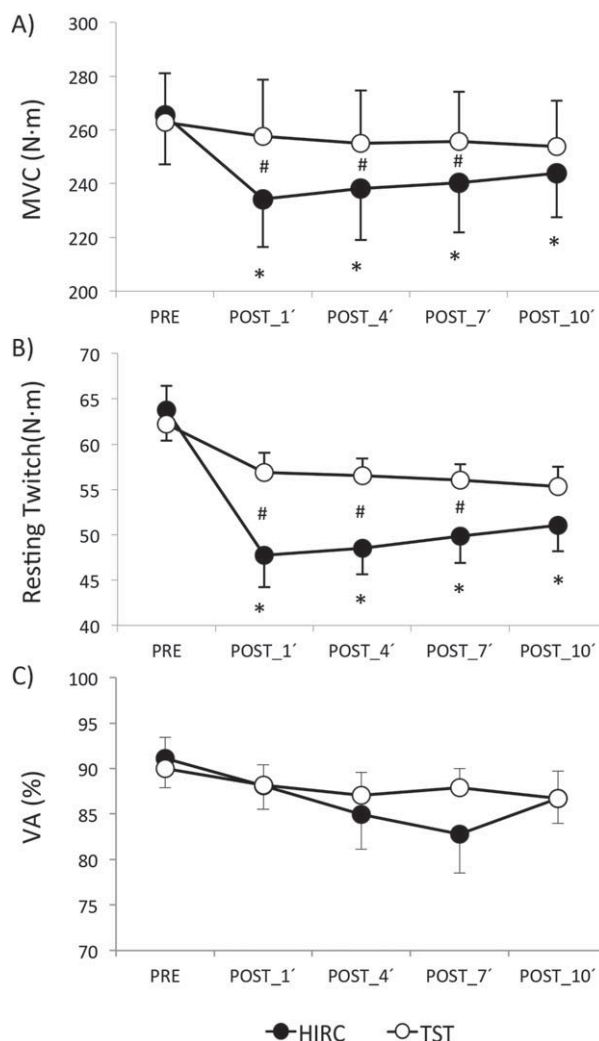 A)
MVC (N·m)
300
280
260
240
220
200
# # #
* * * *
PRE POST_1´ POST_4´ POST_7´ POST_10´
B)
Resting Twitch(N·m)
70
65
60
55
50
45
40
# # #
* * * *
PRE POST_1´ POST_4´ POST_7´ POST_10´
C)
VA (%)
100
95
90
85
80
75
70
PRE POST_1´ POST_4´ POST_7´ POST_10´
HIRC TST